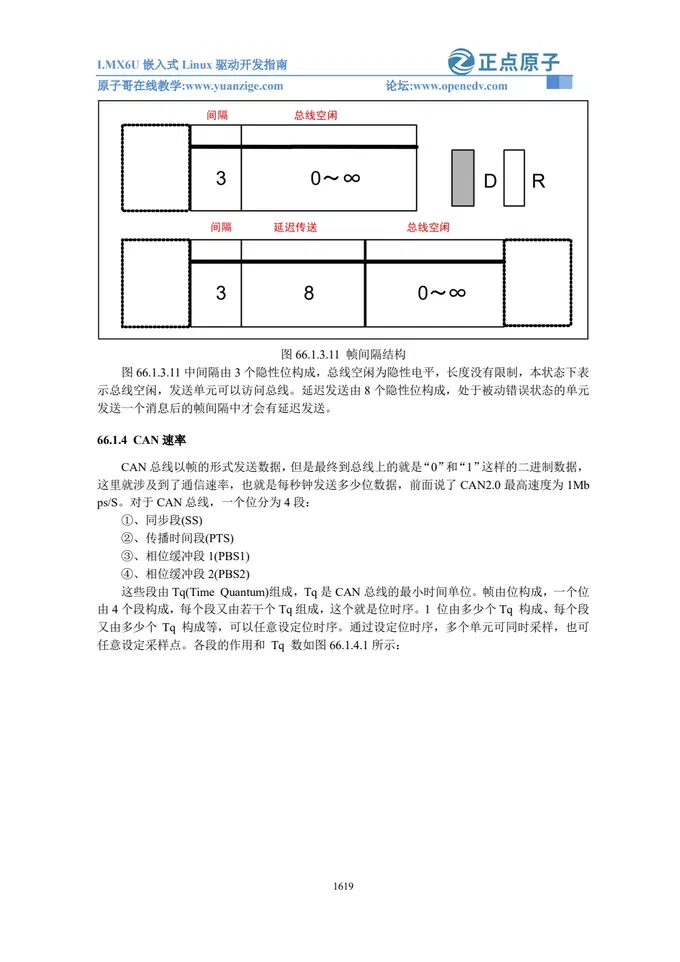 I.MX6U 嵌入式 Linux 驱动开发指南
正点原子
原子哥在线教学:www.yuanzige.com 论坛:www.openedv.com
间隔 总线空闲
3 0～∞ D R
间隔 延迟传送 总线空闲
3 8 0～∞
图 66.1.3.11 帧间隔结构
图 66.1.3.11 中间隔由 3 个隐性位构成，总线空闲为隐性电平，长度没有限制，本状态下表
示总线空闲，发送单元可以访问总线。延迟发送由 8 个隐性位构成，处于被动错误状态的单元
发送一个消息后的帧间隔中才会有延迟发送。
66.1.4 CAN 速率
CAN 总线以帧的形式发送数据，但是最终到总线上的就是“0”和“1”这样的二进制数据，
这里就涉及到了通信速率，也就是每秒钟发送多少位数据，前面说了 CAN2.0 最高速度为 1Mb
ps/S。对于 CAN 总线，一个位分为 4 段：
①、同步段(SS)
②、传播时间段(PTS)
③、相位缓冲段 1(PBS1)
④、相位缓冲段 2(PBS2)
这些段由 Tq(Time Quantum)组成，Tq 是 CAN 总线的最小时间单位。帧由位构成，一个位
由 4 个段构成，每个段又由若干个 Tq 组成，这个就是位时序。1 位由多少个 Tq 构成、每个段
又由多少个 Tq 构成等，可以任意设定位时序。通过设定位时序，多个单元可同时采样，也可
任意设定采样点。各段的作用和 Tq 数如图 66.1.4.1 所示：
1619